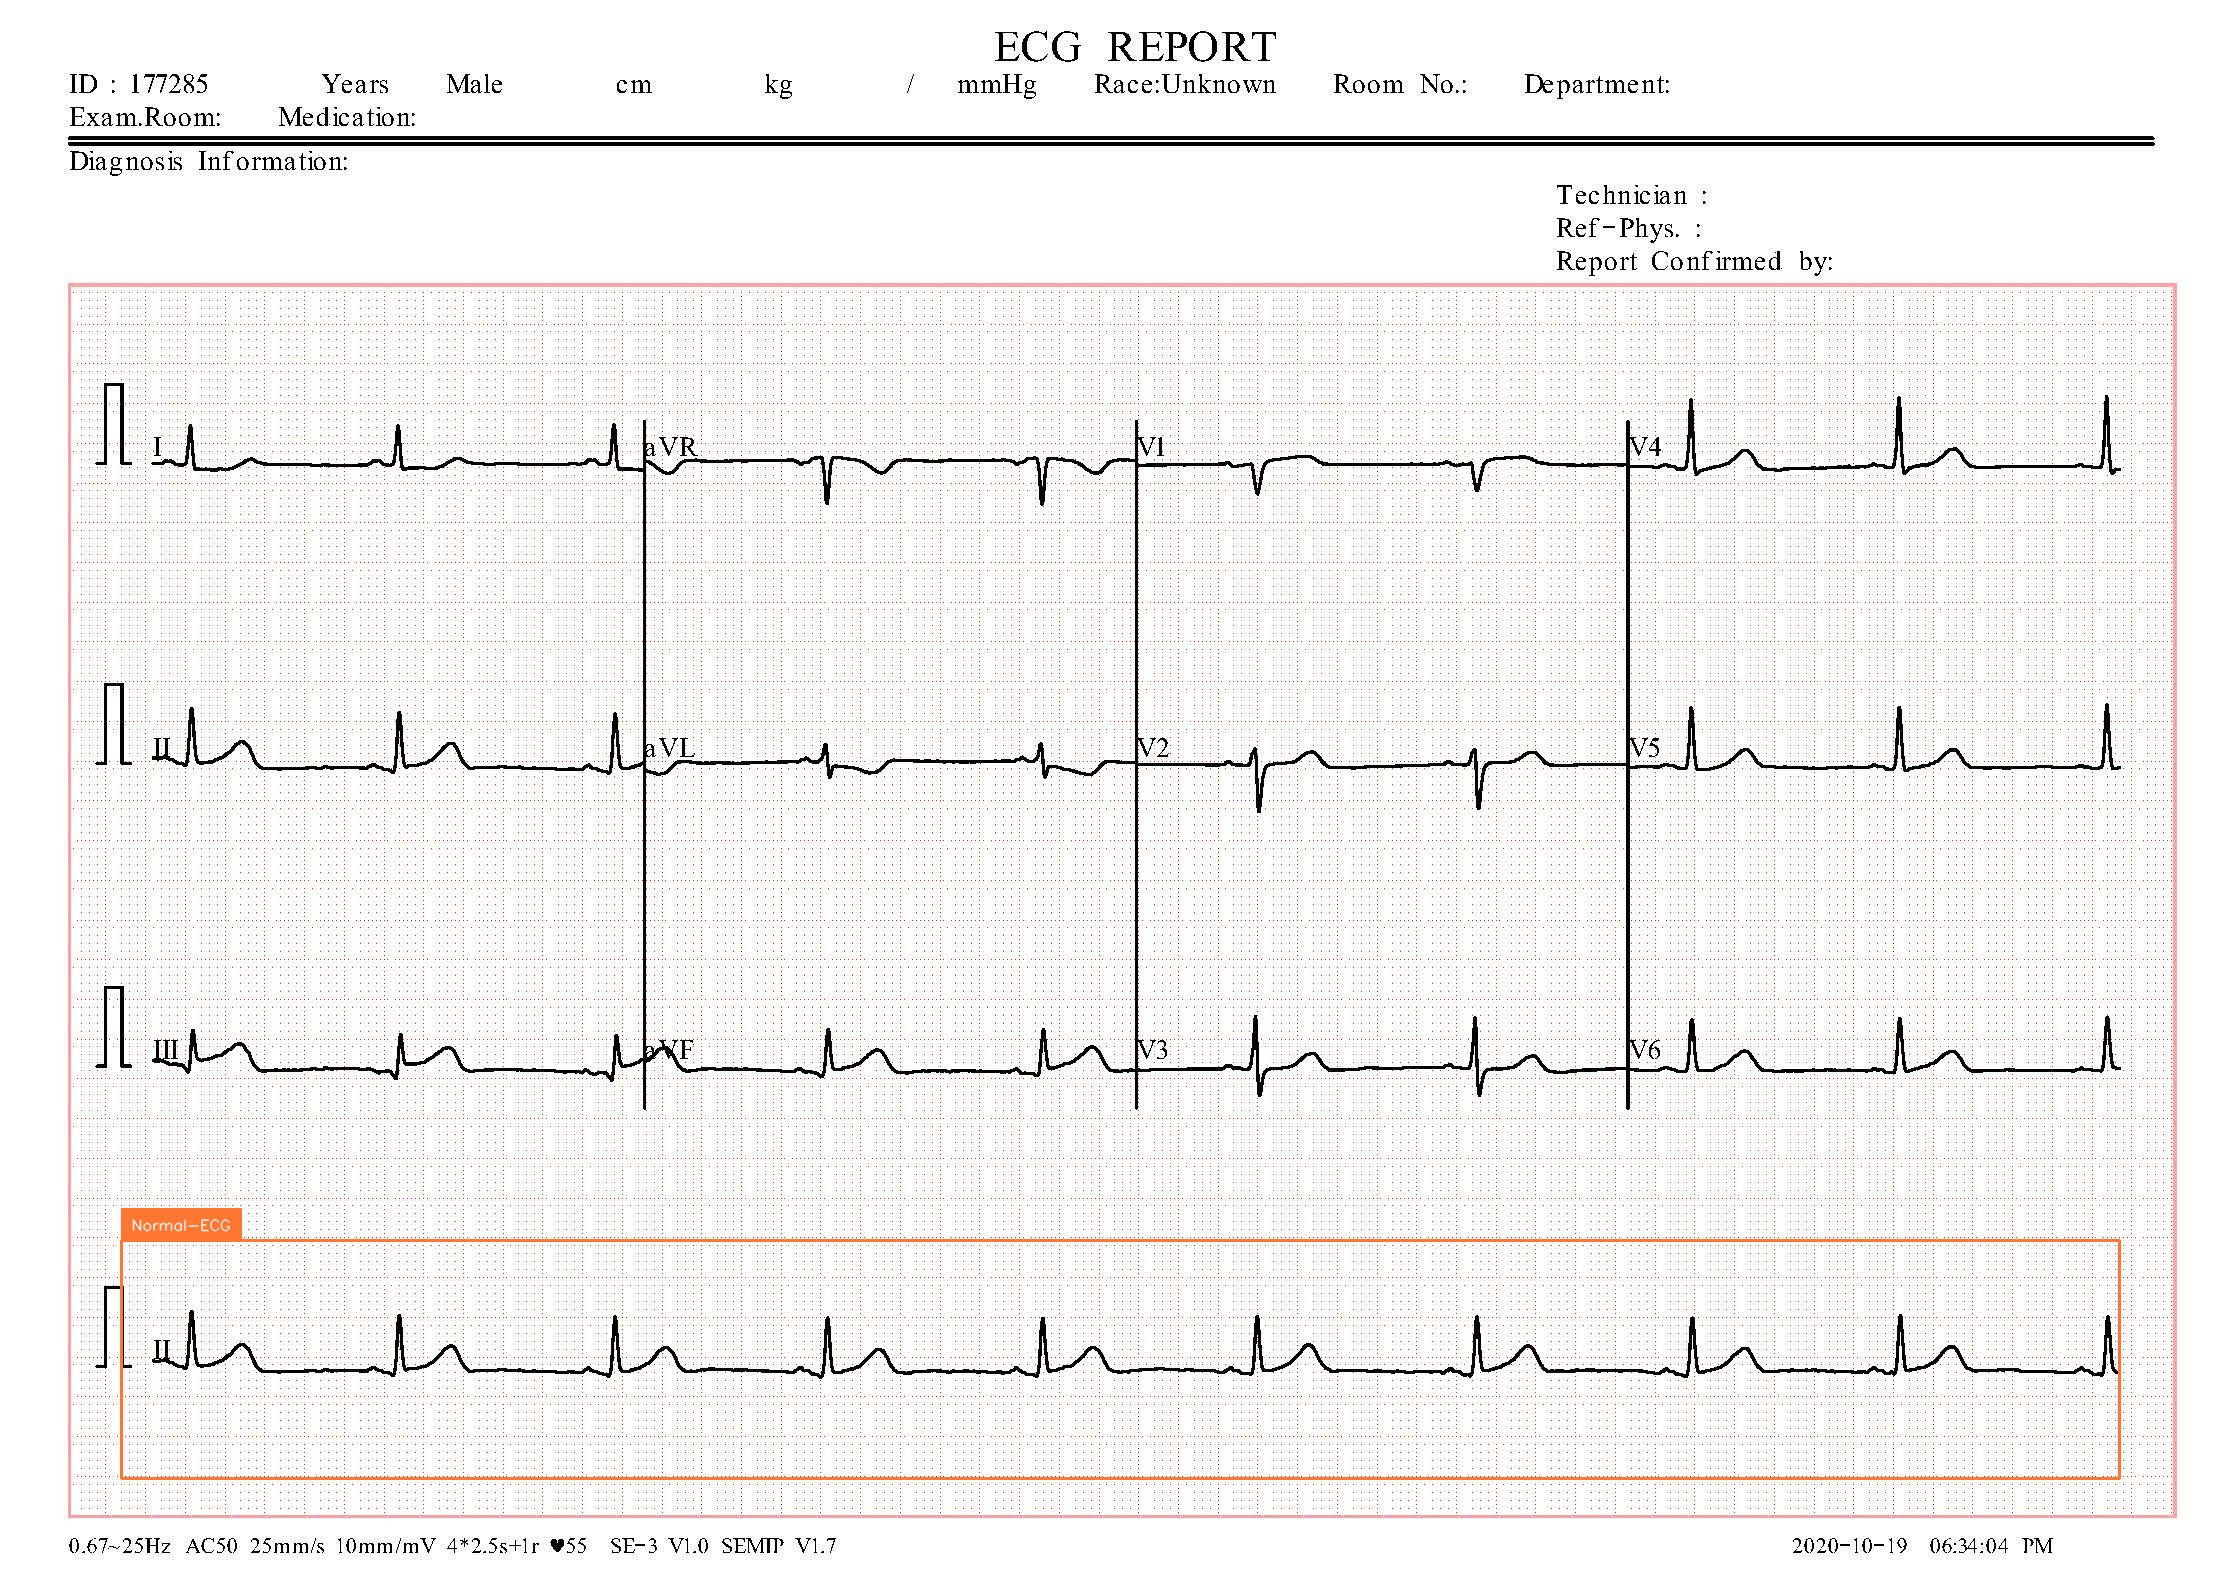 ECG REPORT
ID : 177285 Years Male cm kg / mmHg Race:Unknown Room No.: Department:
Exam.Room: Medication:
Diagnosis Information:
Technician :
Ref-Phys. :
Report Confirmed by:
I aVR V1 V4
II aVL V2 V5
III aVF V3 V6
Normal-ECG
II
0.67~25Hz AC50 25mm/s 10mm/mV 4*2.5s+1r ♥55 SE-3 V1.0 SEMIP V1.7
2020-10-19 06:34:04 PM